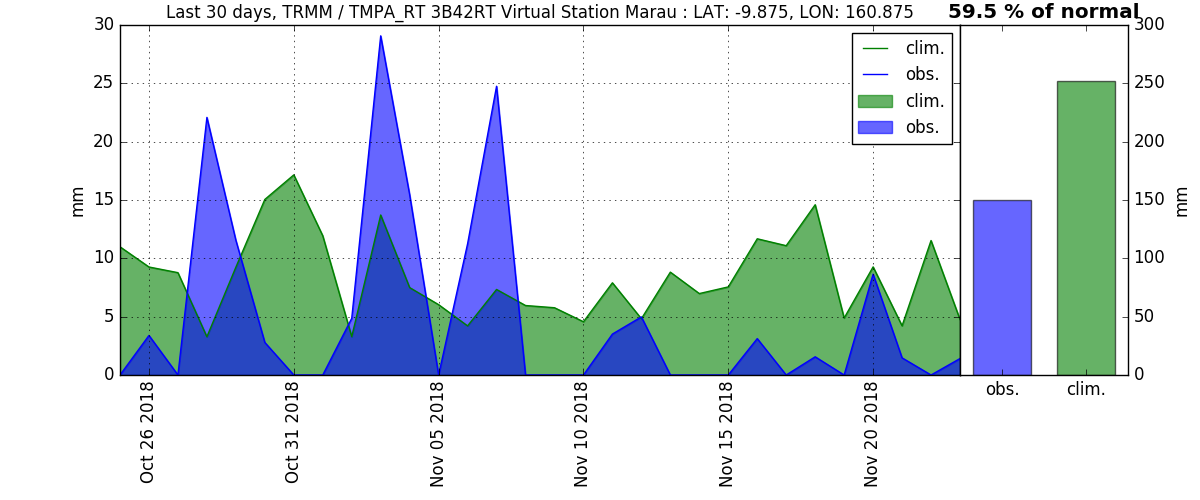 Last 30 days, TRMM / TMPA_RT 3B42RT Virtual Station Marau : LAT: -9.875, LON: 160.875
59.5 % of normal
30
25
20
15
10
5
0
mm
clim.
obs.
clim.
obs.
300
250
200
150
100
50
0
mm
Oct 26 2018
Oct 31 2018
Nov 05 2018
Nov 10 2018
Nov 15 2018
Nov 20 2018
obs.
clim.